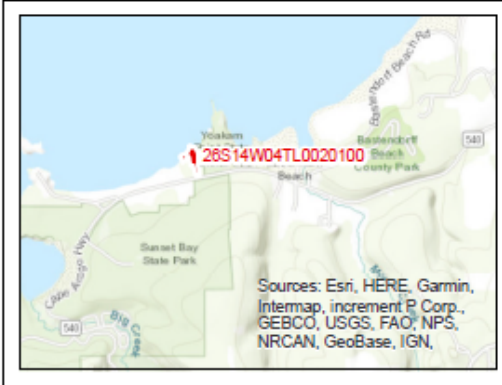 Bastendorf Beach Rd
Yoakam
26S14W04TL0020100
Bastendorff
Beach
County Park
540
Beach
Sunset Bay
State Park
Cape Arago Hwy
540
Big Creek
Sources: Esri, HERE, Garmin,
Intermap, increment P Corp.,
GEBCO, USGS, FAO, NPS,
NRCAN, GeoBase, IGN,